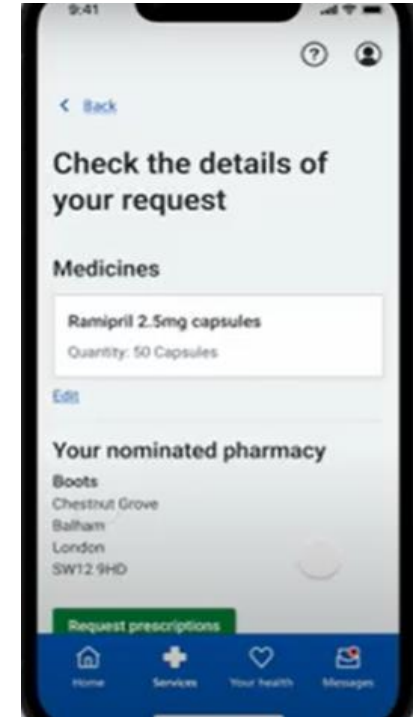 9:41
Back
Check the details of
your request
Medicines
Ramipril 2.5mg capsules
Quantity: 50 Capsules
Edit
Your nominated pharmacy
Boots
Chestnut Grove
Balham
London
SW12 9HD
Request prescriptions
Home Services Your health Messages